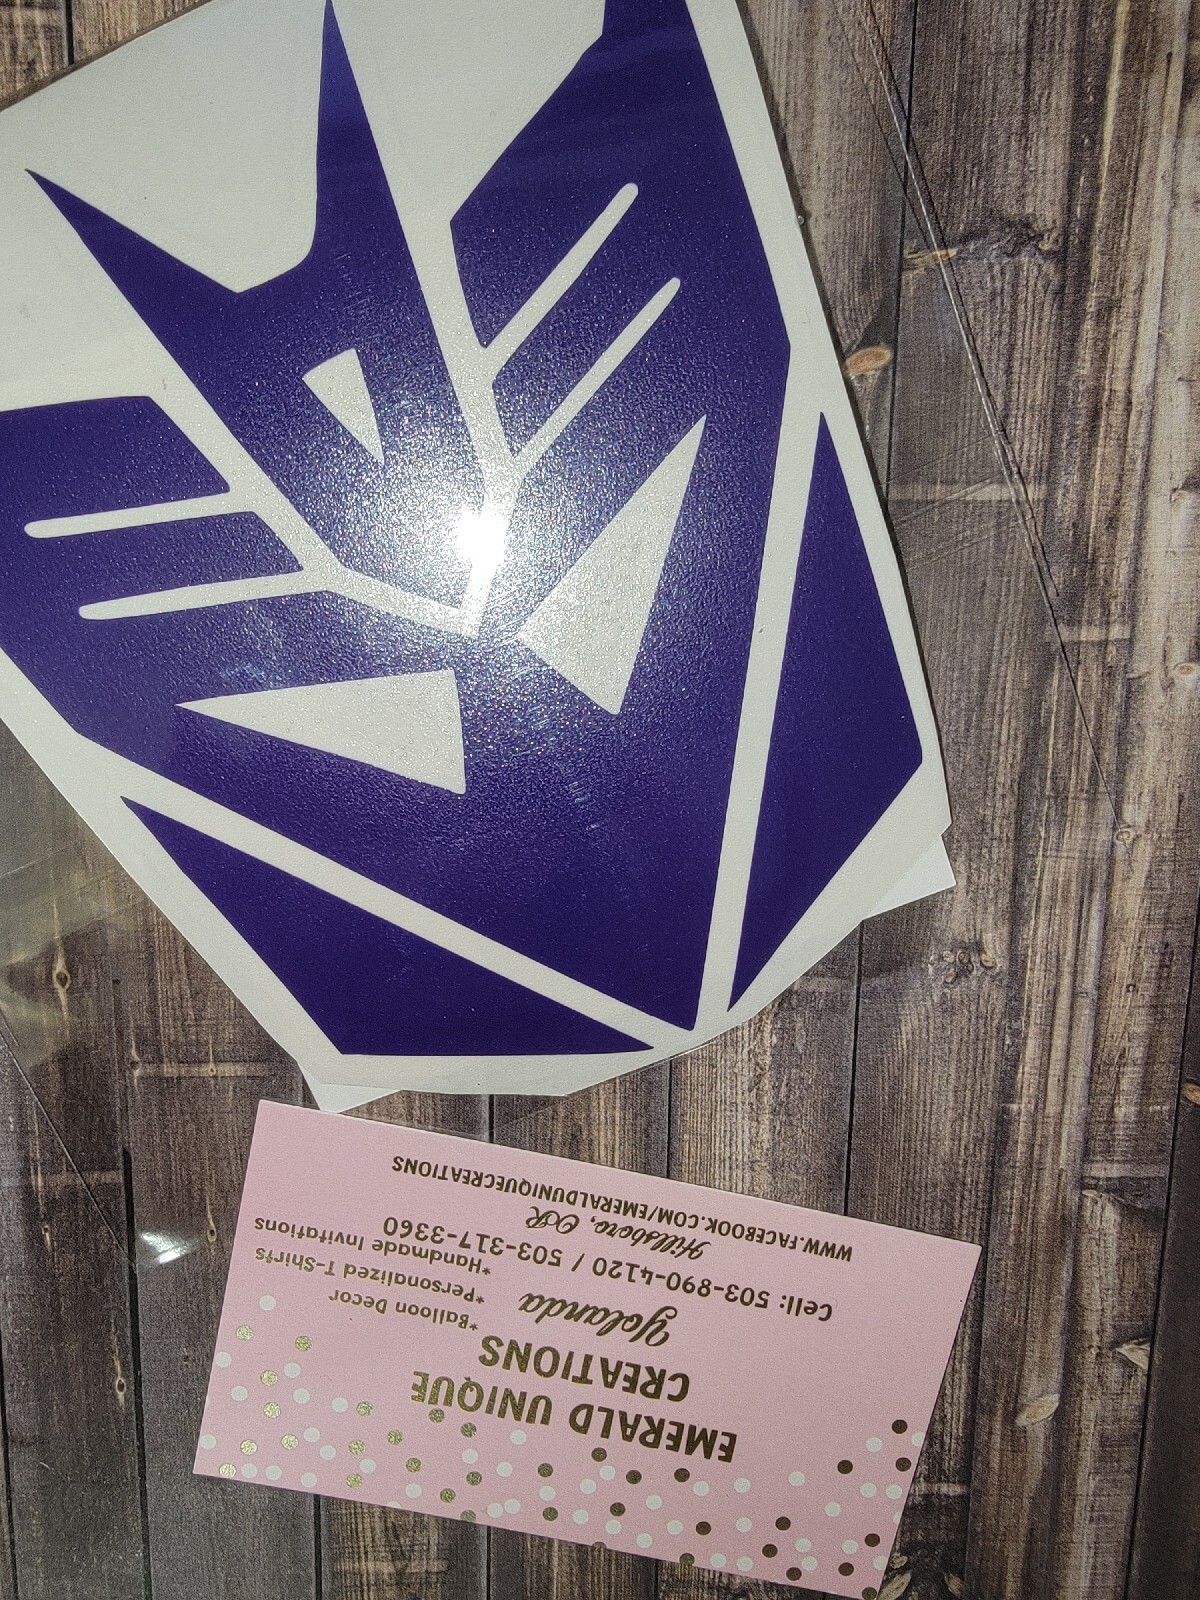 EMERALD UNIQUE
CREATIONS
Yolanda
*Balloon Decor
*Personalized T-Shirts
*Handmade Invitations
Cell: 503-890-4120 / 503-317-3360
Hillsboro, OR
WWW.FACEBOOK.COM/EMERALDUNIQUECREATIONS